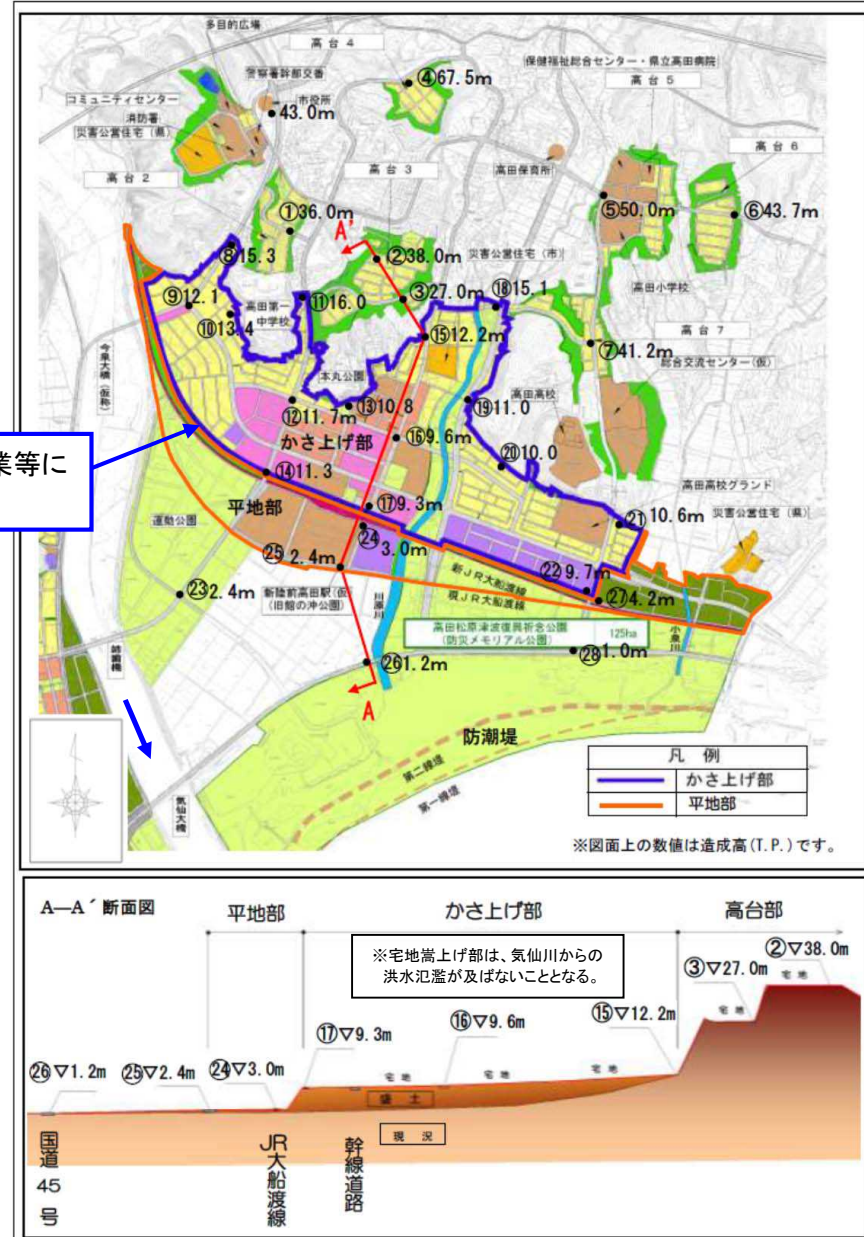 多目的広場
高台4
保健福祉総合センター・県立高田病院
警察署幹部交番
④67.5m
高台5
コミュニティセンター
市役所
消防署
43.0m
災害公営住宅(県)
高台6
高台3
高田保育所
高台2
⑤50.0m
⑥43.7m
①36.0m
A´
②38.0m
災害公営住宅(市)
⑧15.3
③27.0m
⑱15.1
高田小学校
⑨12.1
⑪16.0
高田第一
中学校
⑩13.4
⑮12.2m
高台7
⑦41.2m
総合交流センター(仮)
今泉大橋(仮称)
本丸公園
高田高校
⑫11.7m
⑬10.8
⑲11.0
業等に
かさ上げ部
⑯9.6m
⑳10.0
⑭11.3
高田高校グランド
⑰9.3m
平地部
㉑10.6m
災害公営住宅(県)
運動公園
㉔3.0m
㉕2.4m
㉒9.7m
新JR大船渡線
現JR大船渡線
㉓2.4m
新陸前高田駅(仮)
(旧館の沖公園)
川原川
㉗4.2m
高田松原津波復興祈念公園
(防災メモリアル公園)
125ha
小泉川
姉歯橋
㉖1.2m
㉘1.0m
A
防潮堤
第二線堤
第一線堤
気仙大橋
凡 例
かさ上げ部
平地部
※図面上の数値は造成高(T.P.)です。
A—A´断面図
平地部
かさ上げ部
高台部
※宅地嵩上げ部は、気仙川からの
洪水氾濫が及ばないこととなる。
②▽38.0m
宅地
③▽27.0m
宅地
⑮▽12.2m
⑯▽9.6m
⑰▽9.3m
㉖▽1.2m
㉕▽2.4m
㉔▽3.0m
宅地
宅地
宅地
盛土
現況
国道45号
JR大船渡線
幹線道路